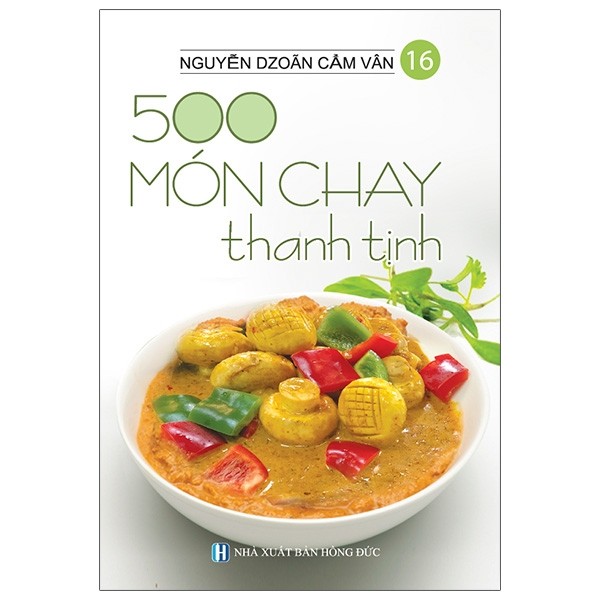 NGUYỄN DZOÃN CẨM VÂN 16
500
MÓN CHAY
thanh tịnh
H NHÀ XUẤT BẢN HỒNG ĐỨC